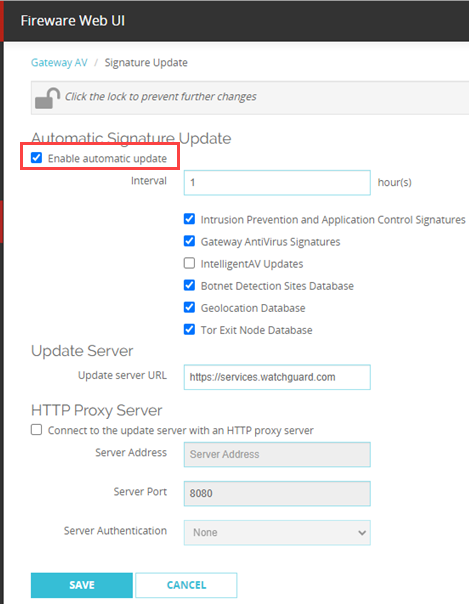 Fireware Web UI
Gateway AV / Signature Update
Click the lock to prevent further changes
Automatic Signature Update
Enable automatic update
Interval 1 hour(s)
Intrusion Prevention and Application Control Signatures
Gateway AntiVirus Signatures
IntelligentAV Updates
Botnet Detection Sites Database
Geolocation Database
Tor Exit Node Database
Update Server
Update server URL https://services.watchguard.com
HTTP Proxy Server
Connect to the update server with an HTTP proxy server
Server Address Server Address
Server Port 8080
Server Authentication None
SAVE CANCEL